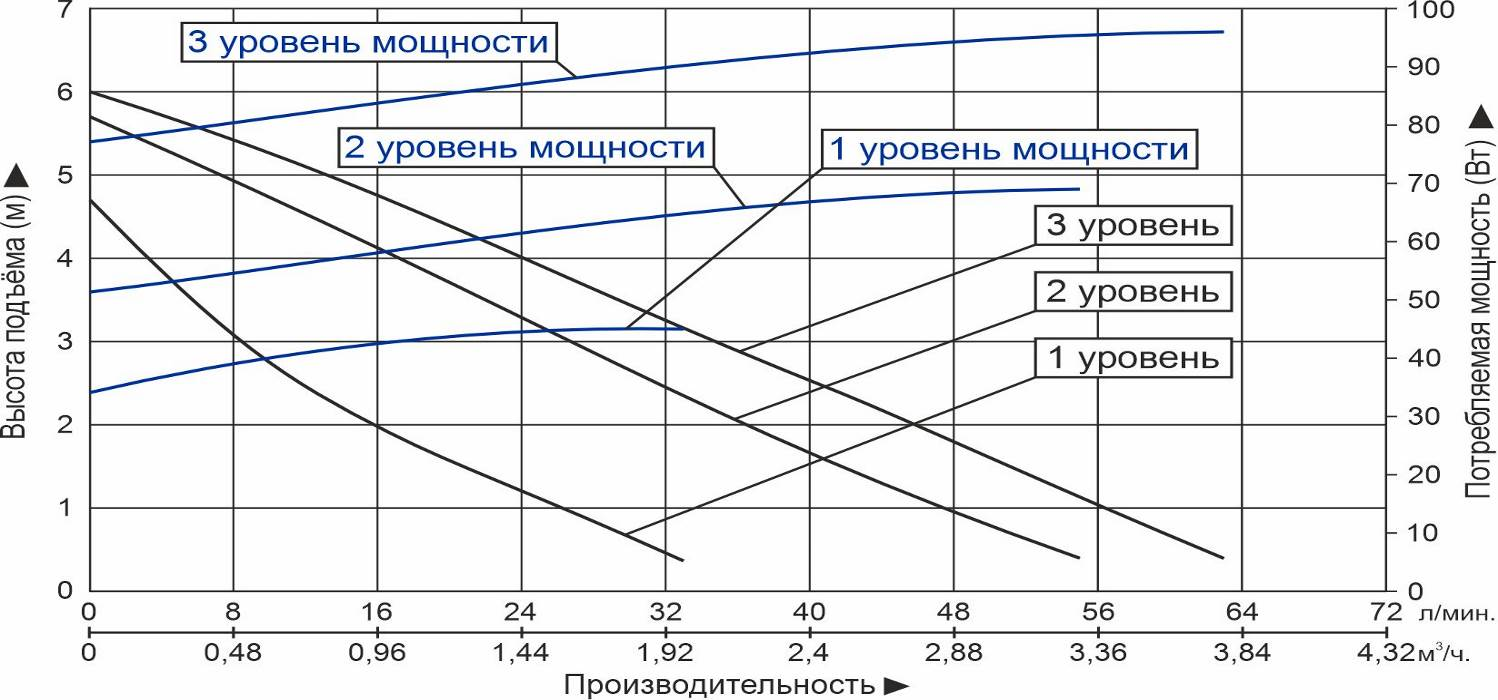 7
6
5
4
3
2
1
0
Высота подъёма (м) ▲
3 уровень мощности
2 уровень мощности
1 уровень мощности
3 уровень
2 уровень
1 уровень
100
90
80
70
60
50
40
30
20
10
0
Потребляемая мощность (Вт) ▲
0 8 16 24 32 40 48 56 64 72 л/мин.
0 0,48 0,96 1,44 1,92 2,4 2,88 3,36 3,84 4,32 м³/ч.
Производительность ►